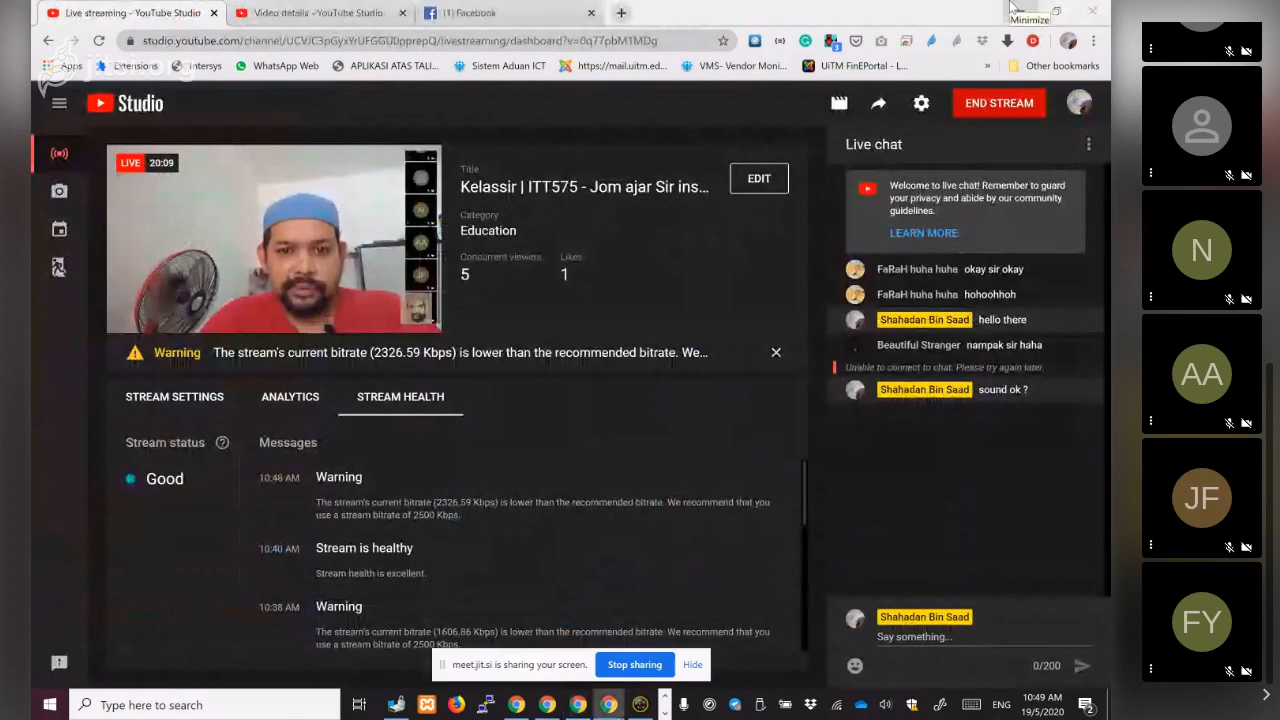 Live streaming - YouTube Studio
Video details - YouTube Studio
(1) Facebook
Minimize
studio.youtube.com/channel/
/livestreaming/dashboard?v=0q77pbM1MDg
Apps
Extensions
Intersys
WhatsApp Web
APLIKASI ATAS TALI...
Sistem Aduan ICT
https://mail.uitm.ed...
VMS- Vendor Moni...
UiTM FinePortal - L...
»
Other bookmarks
Studio
END STREAM
LIVE 20:09
Title
Kelassir | ITT575 - Jom ajar Sir ins...
EDIT
Category
Education
Concurrent viewers
Likes
5
1
Warning The stream's current bitrate (2326.59 Kbps) is lower than the recommended bitrate. We...
STREAM SETTINGS
ANALYTICS
STREAM HEALTH
Stream status
Good
Messages
10:46 AM Warning
The stream's current bitrate (2326.59 Kbps) is lower than the recommended bitrate. We recommend that you
use a stream bitrate of 2500 Kbps.
10:40 AM Stream is healthy
Stream health is excellent.
10:38 AM Warning
The stream's current bitrate (1606.86 Kbps) is lower than the recommended bitrate. We recommend that you
use a stream bitrate of 2500 Kbps.
Live chat
Welcome to live chat! Remember to guard
your privacy and abide by our community
guidelines.
LEARN MORE
FaRaH huha huha okay sir okay
FaRaH huha huha hohoohhoh
Shahadan Bin Saad hello there
Beautiful Stranger nampak sir haha
Unable to connect to chat. Please try again later.
Shahadan Bin Saad sound ok ?
Shahadan Bin Saad
Say something...
0/200
N
AA
JF
FY
meet.jit.si is sharing your screen.
Stop sharing
Hide
Type here to search
ENG
10:49 AM
19/5/2020
2